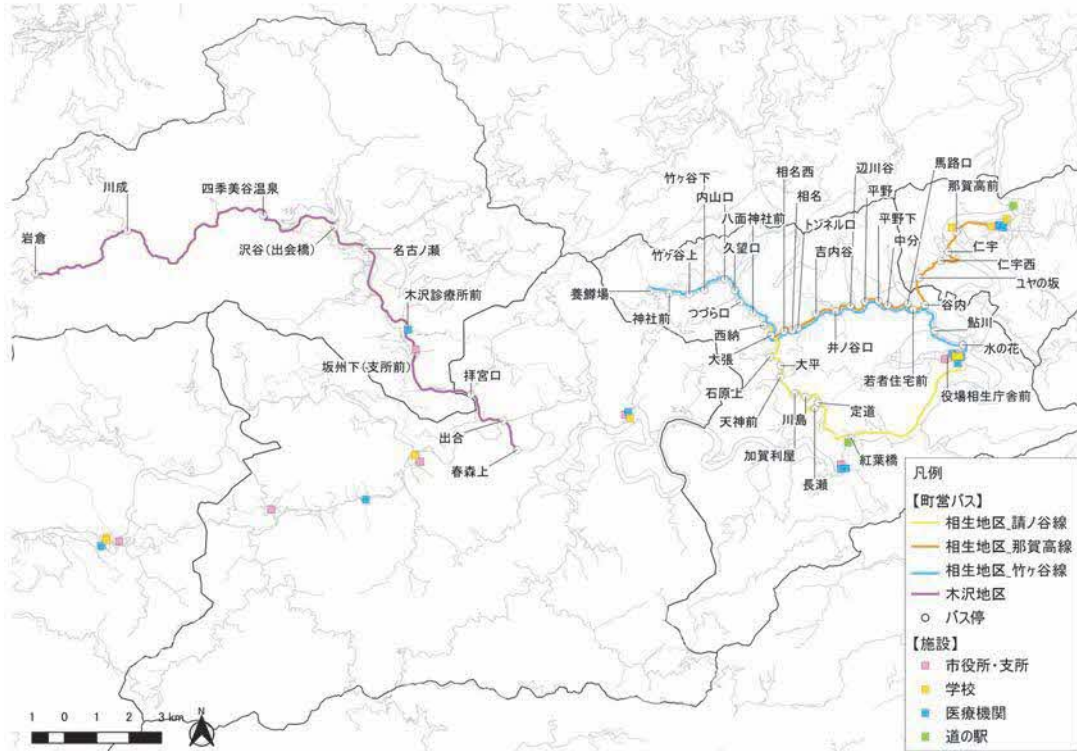 岩倉
川成
四季美谷温泉
沢谷(出会橋)
名古ノ瀬
木沢診療所前
坂州下(支所前)
拝宮口
出合
春森上
養鱒場
神社前
竹ヶ谷上
竹ヶ谷下
内山口
つづら口
八面神社前
久望口
西納
大張
相名西
相名
トンネル口
吉内谷
井ノ谷口
辺川谷
平野
平野下
中分
若者住宅前
馬路口
那賀高前
仁宇
仁宇西
ユヤの坂
谷内
鮎川
水の花
役場相生庁舎前
石原上
大平
天神前
川島
加賀利屋
長瀬
定道
紅葉橋
凡例
【町営バス】
相生地区_請ノ谷線
相生地区_那賀高線
相生地区_竹ヶ谷線
木沢地区
バス停
【施設】
市役所・支所
学校
医療機関
道の駅
1 0 1 2 3 km
N